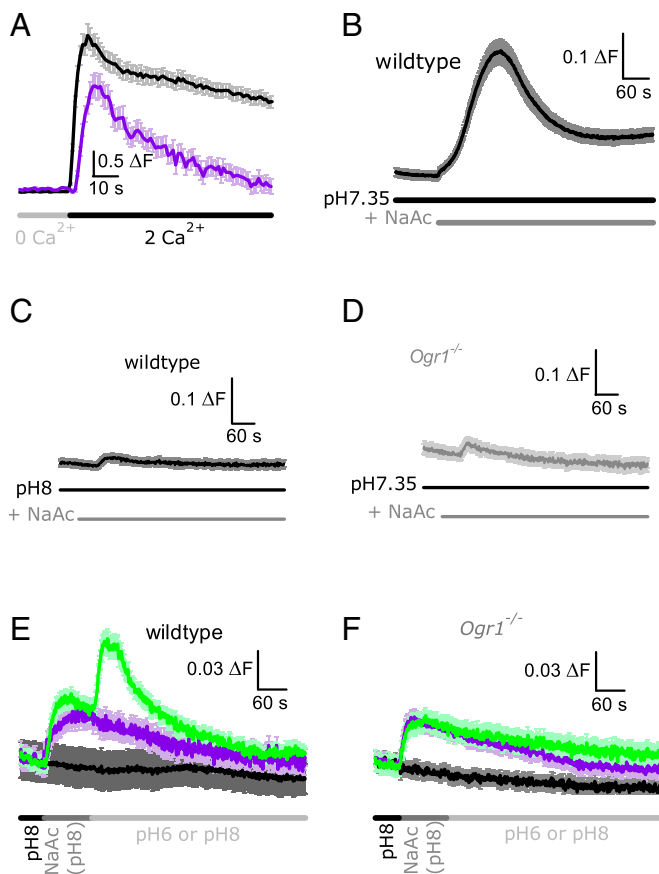 A
0.5 ΔF
10 s
0 Ca2+
2 Ca2+
B
wildtype
0.1 ΔF
60 s
pH7.35
+ NaAc
C
wildtype
0.1 ΔF
60 s
pH8
+ NaAc
D
Ogr1-/-
0.1 ΔF
60 s
pH7.35
+ NaAc
E
wildtype
0.03 ΔF
60 s
pH8
NaAc
(pH8)
pH6 or pH8
F
Ogr1-/-
0.03 ΔF
60 s
pH8
NaAc
(pH8)
pH6 or pH8